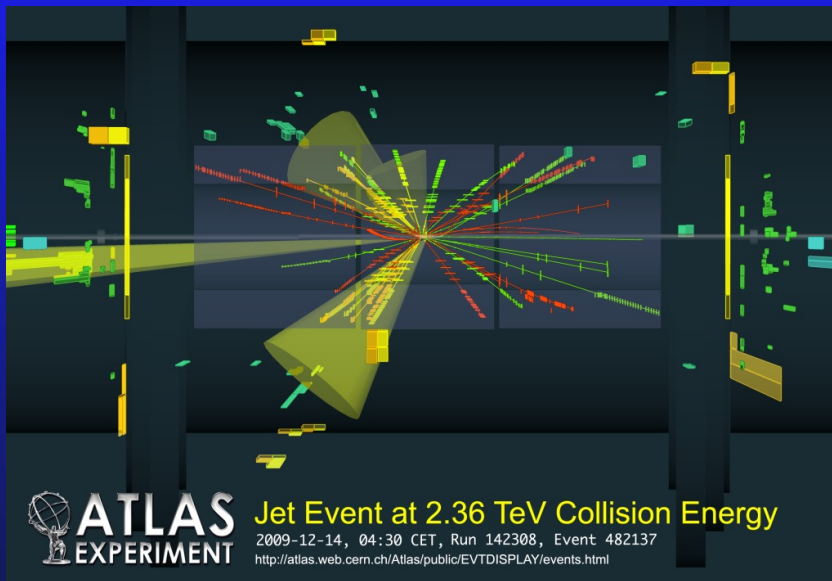 ATLAS
EXPERIMENT
Jet Event at 2.36 TeV Collision Energy
2009-12-14, 04:30 CET, Run 142308, Event 482137
http://atlas.web.cern.ch/Atlas/public/EVTDISPLAY/events.html